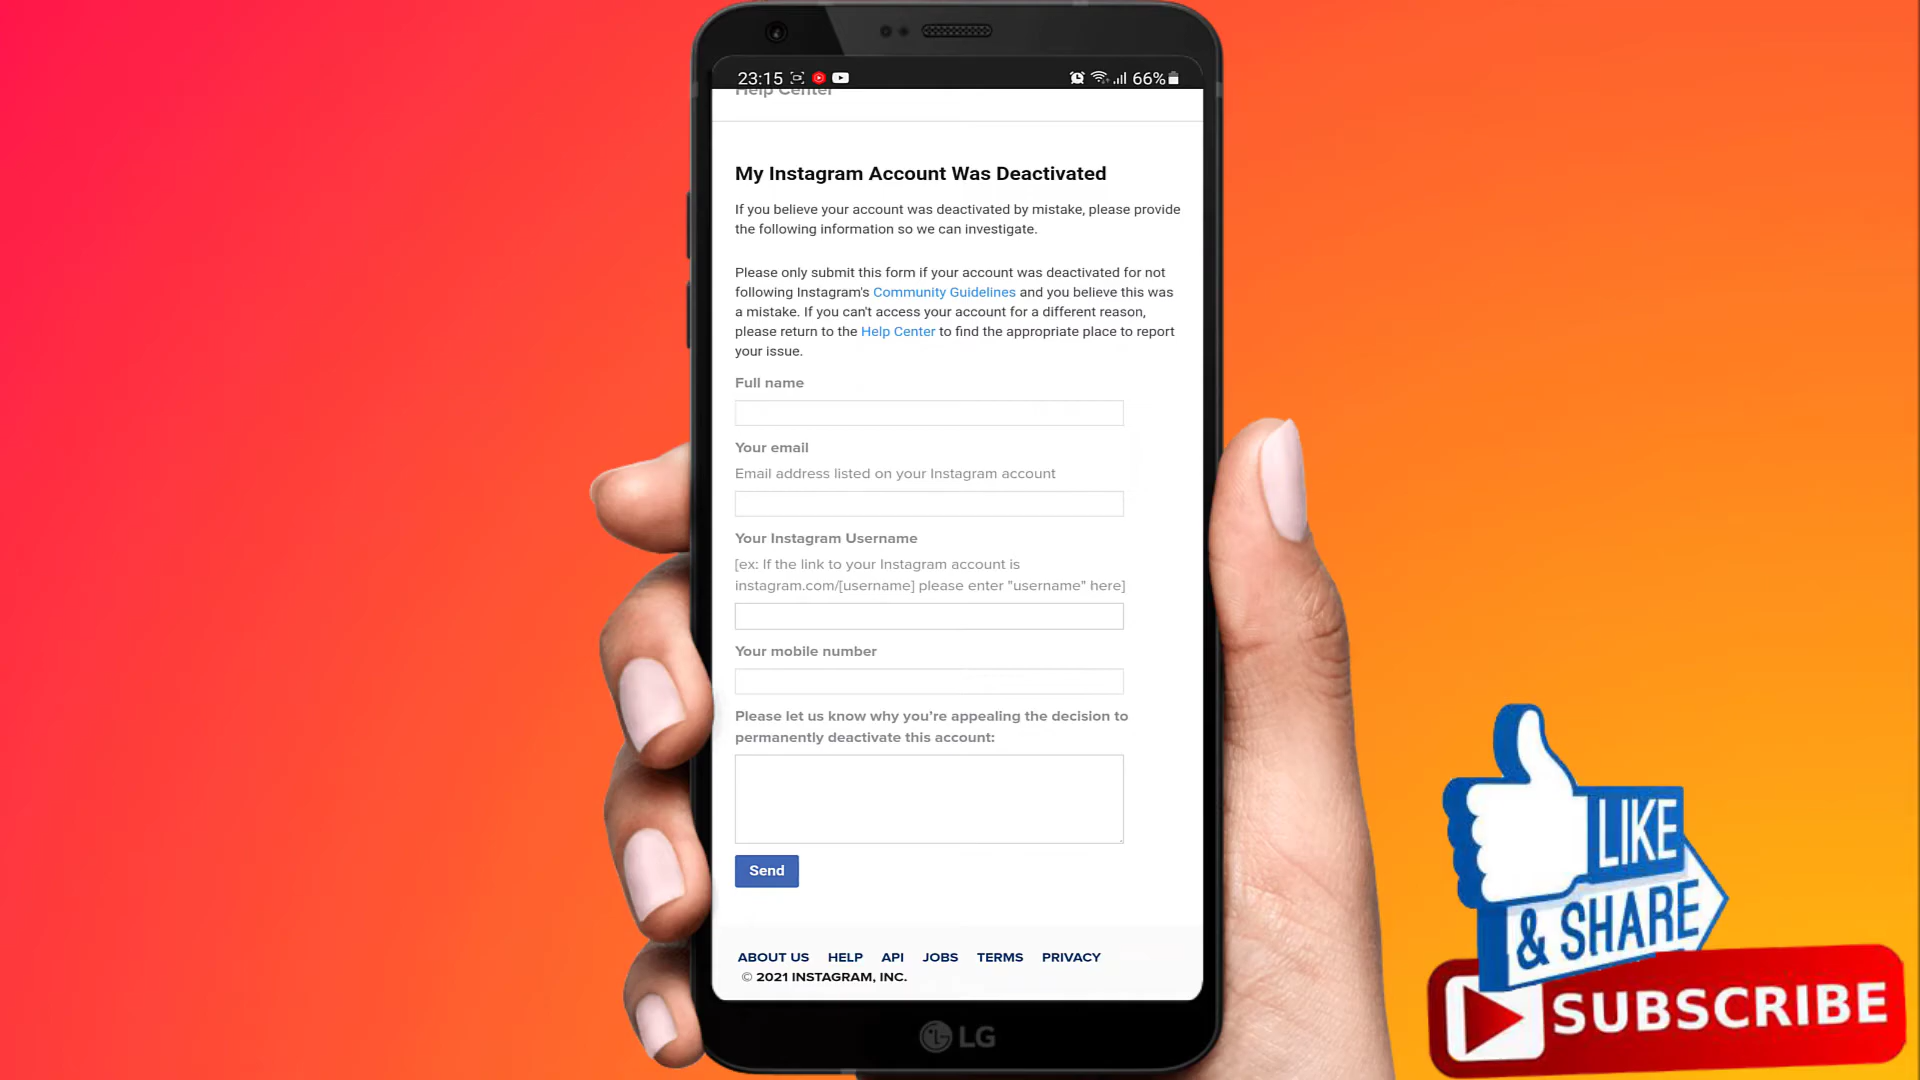 23:15
66%
Help Center
My Instagram Account Was Deactivated
If you believe your account was deactivated by mistake, please provide
the following information so we can investigate.
Please only submit this form if your account was deactivated for not
following Instagram's Community Guidelines and you believe this was
a mistake. If you can't access your account for a different reason,
please return to the Help Center to find the appropriate place to report
your issue.
Full name
Your email
Email address listed on your Instagram account
Your Instagram Username
[ex: If the link to your Instagram account is
instagram.com/[username] please enter "username" here]
Your mobile number
Please let us know why you’re appealing the decision to
permanently deactivate this account:
Send
ABOUT US HELP API JOBS TERMS PRIVACY
© 2021 INSTAGRAM, INC.
LG
LIKE
& SHARE
SUBSCRIBE